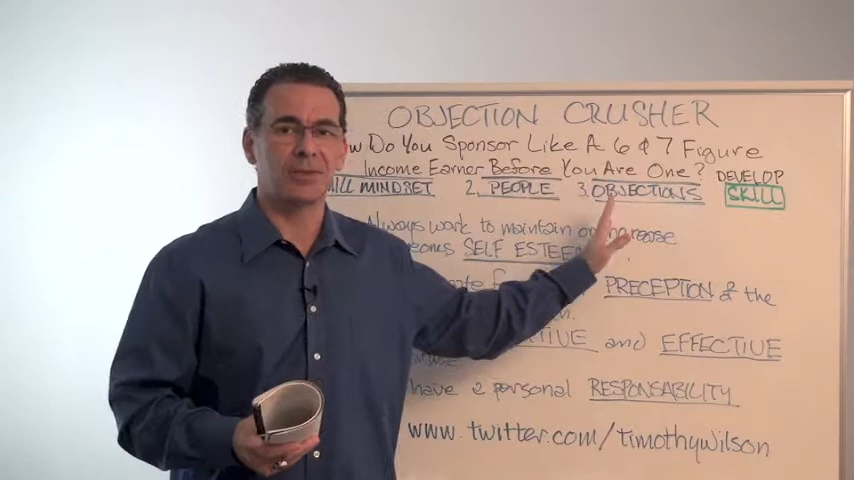 OBJECTION CRUSHER
Do You Sponsor Like A 6 & 7 Figure
Income Earner Before You Are One?
MINDSET 2. PEOPLE 3. OBJECTIONS DEVELOP SKILL
Always work to maintain
SELF ESTEEM
PRECEPTION of the
and EFFECTIVE
have 2 personal RESPONSABILITY
www.twitter.com/TimothyWilson